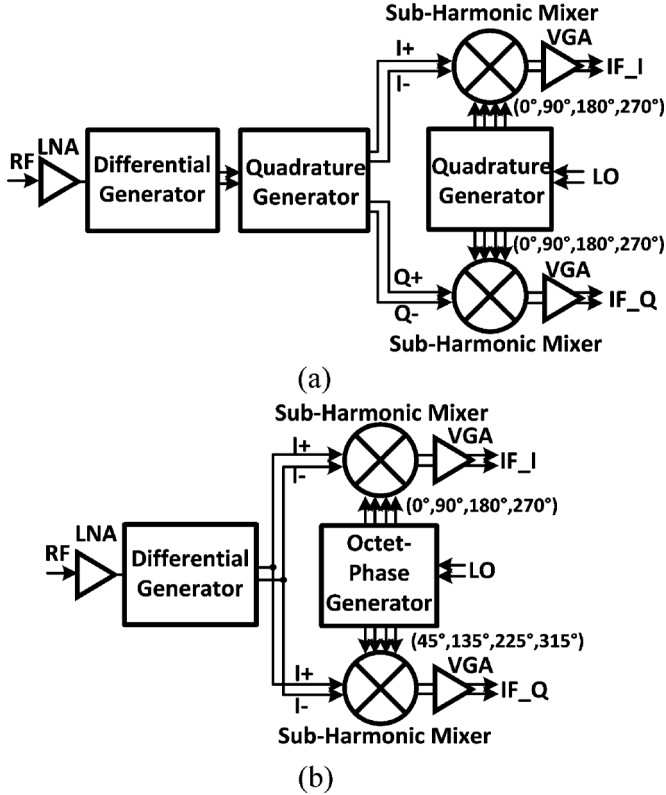 Sub-Harmonic Mixer
VGA
I+
I-
IF_I
(0°,90°,180°,270°)
LNA
RF
Differential
Generator
Quadrature
Generator
Quadrature
Generator
LO
(0°,90°,180°,270°)
VGA
Q+
Q-
IF_Q
Sub-Harmonic Mixer
(a)
Sub-Harmonic Mixer
VGA
I+
I-
IF_I
(0°,90°,180°,270°)
LNA
RF
Differential
Generator
Octet-
Phase
Generator
LO
(45°,135°,225°,315°)
VGA
I+
I-
IF_Q
Sub-Harmonic Mixer
(b)